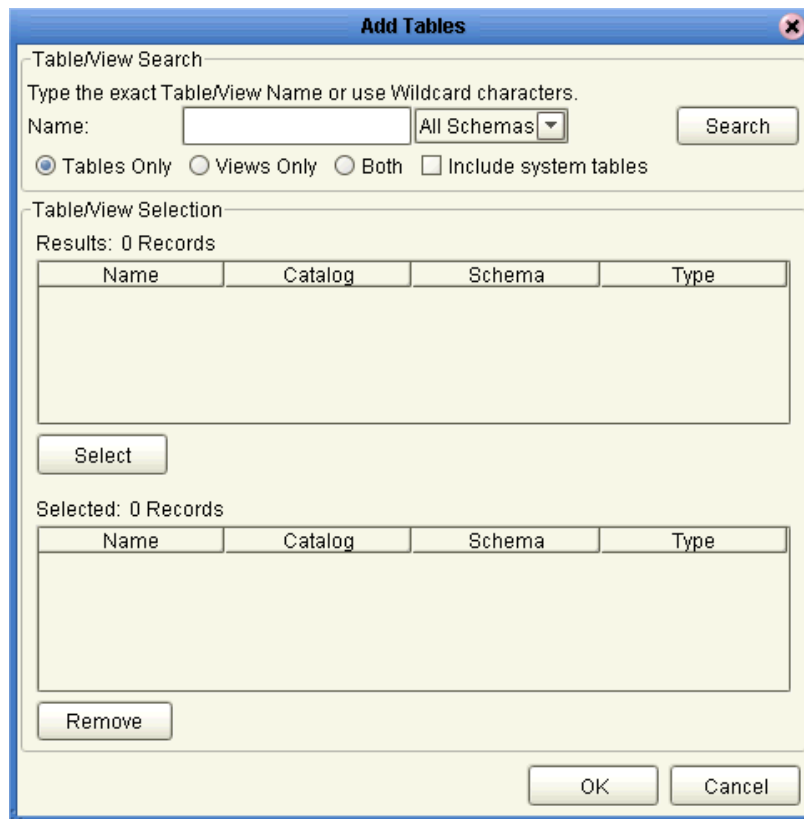 Add Tables
Table/View Search
Type the exact Table/View Name or use Wildcard characters.
Name: All Schemas Search
Tables Only Views Only Both Include system tables
Table/View Selection
Results: 0 Records
Name Catalog Schema Type
Select
Selected: 0 Records
Name Catalog Schema Type
Remove
OK Cancel